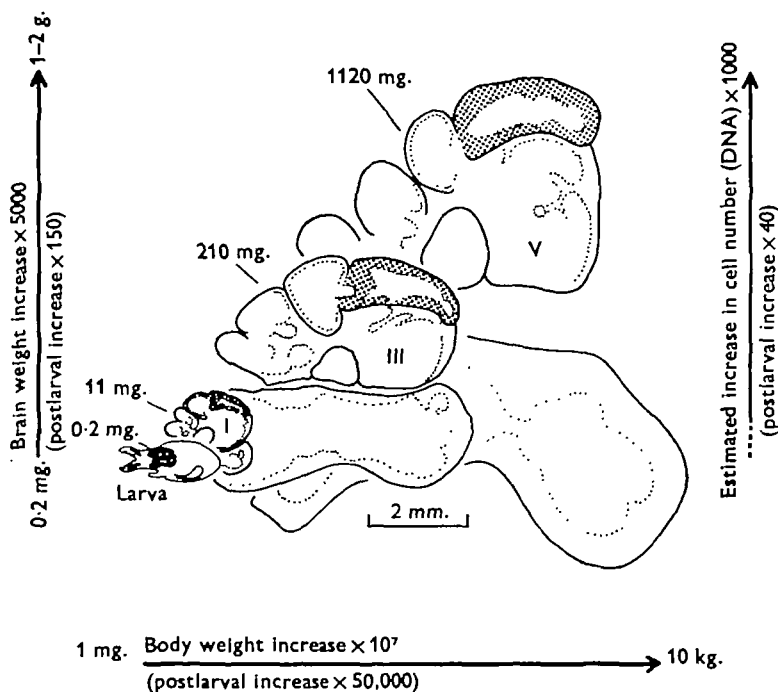 1–2 g.
Brain weight increase × 5000
(postlarval increase × 150)
0·2 mg.
1120 mg.
210 mg.
11 mg.
0·2 mg.
Larva
I
III
V
2 mm.
Estimated increase in cell number (DNA) × 1000
(postlarval increase × 40)
1 mg.
Body weight increase × 10⁷
10 kg.
(postlarval increase × 50,000)